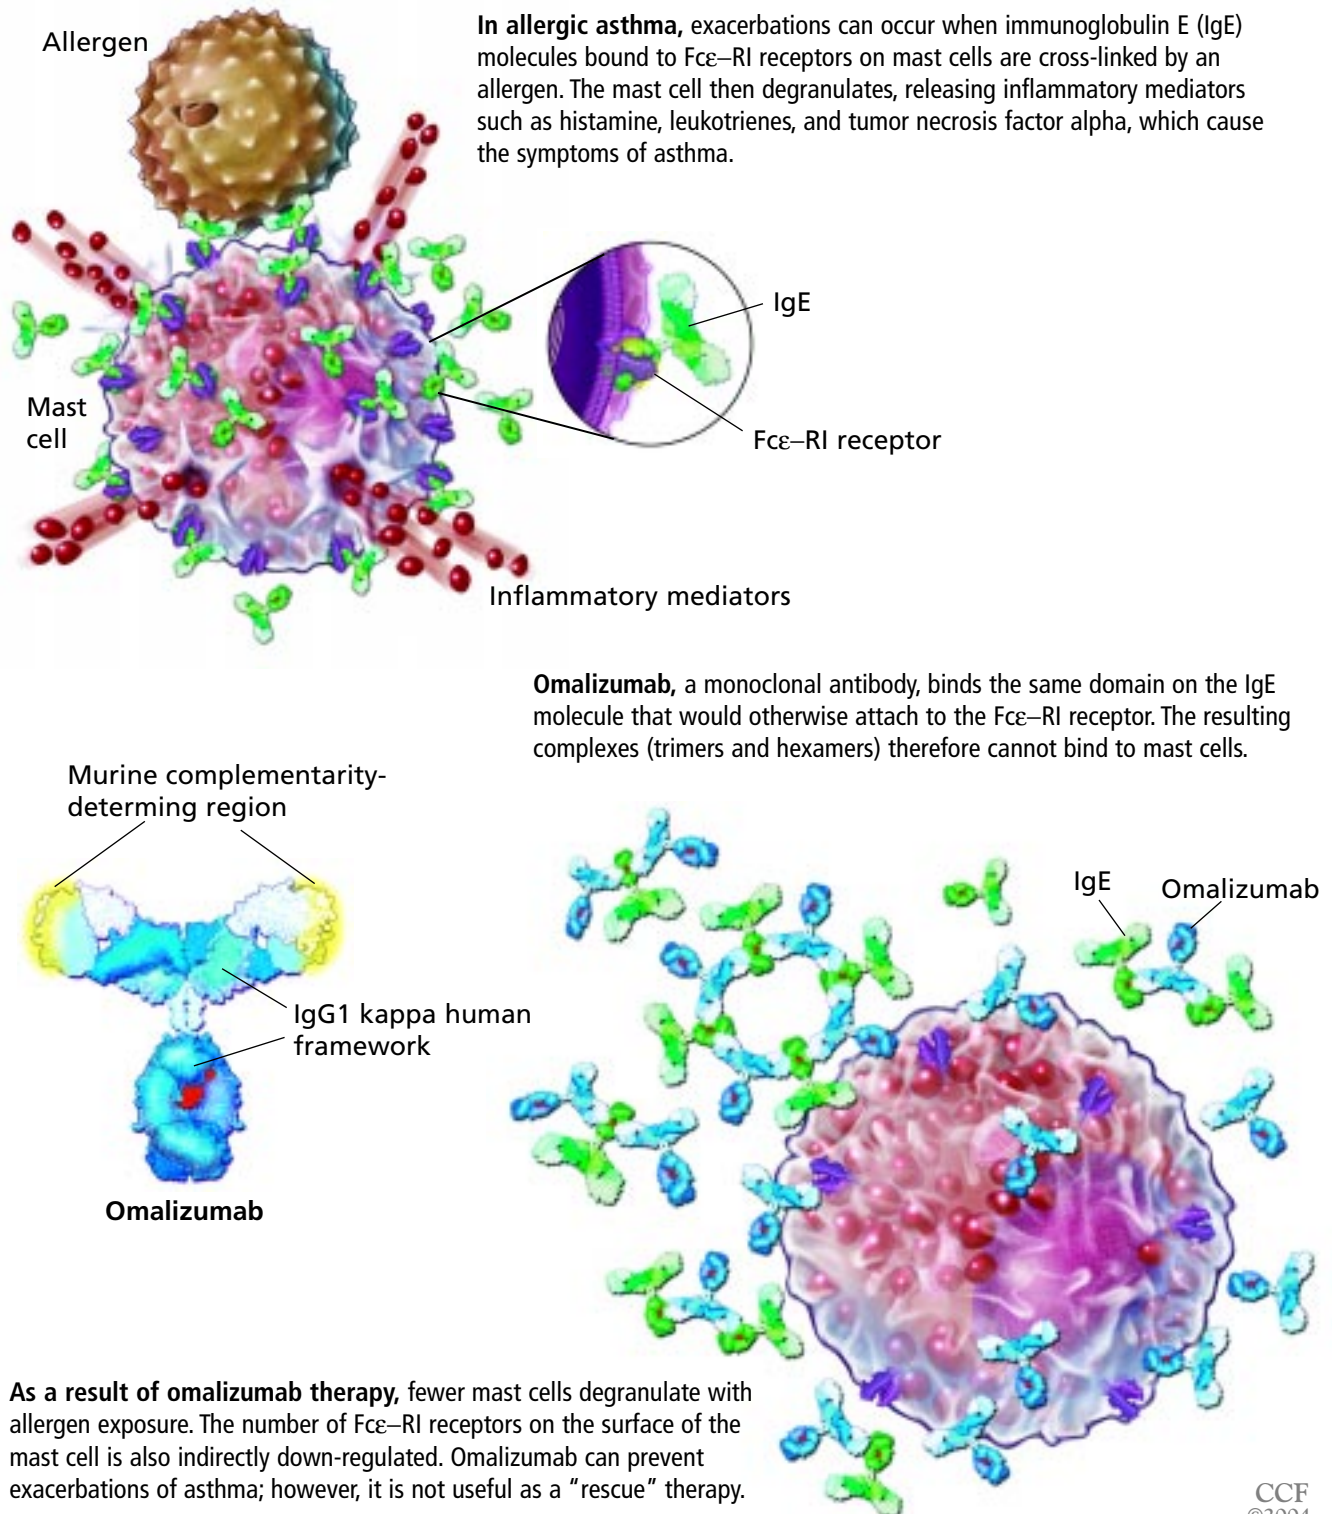 Allergen
In allergic asthma, exacerbations can occur when immunoglobulin E (IgE)
molecules bound to Fcε–RI receptors on mast cells are cross-linked by an
allergen. The mast cell then degranulates, releasing inflammatory mediators
such as histamine, leukotrienes, and tumor necrosis factor alpha, which cause
the symptoms of asthma.
IgE
Mast
cell
Fcε–RI receptor
Inflammatory mediators
Omalizumab, a monoclonal antibody, binds the same domain on the IgE
molecule that would otherwise attach to the Fcε–RI receptor. The resulting
complexes (trimers and hexamers) therefore cannot bind to mast cells.
Murine complementarity-
determing region
IgE
Omalizumab
IgG1 kappa human
framework
Omalizumab
As a result of omalizumab therapy, fewer mast cells degranulate with
allergen exposure. The number of Fcε–RI receptors on the surface of the
mast cell is also indirectly down-regulated. Omalizumab can prevent
exacerbations of asthma; however, it is not useful as a “rescue” therapy.
CCF